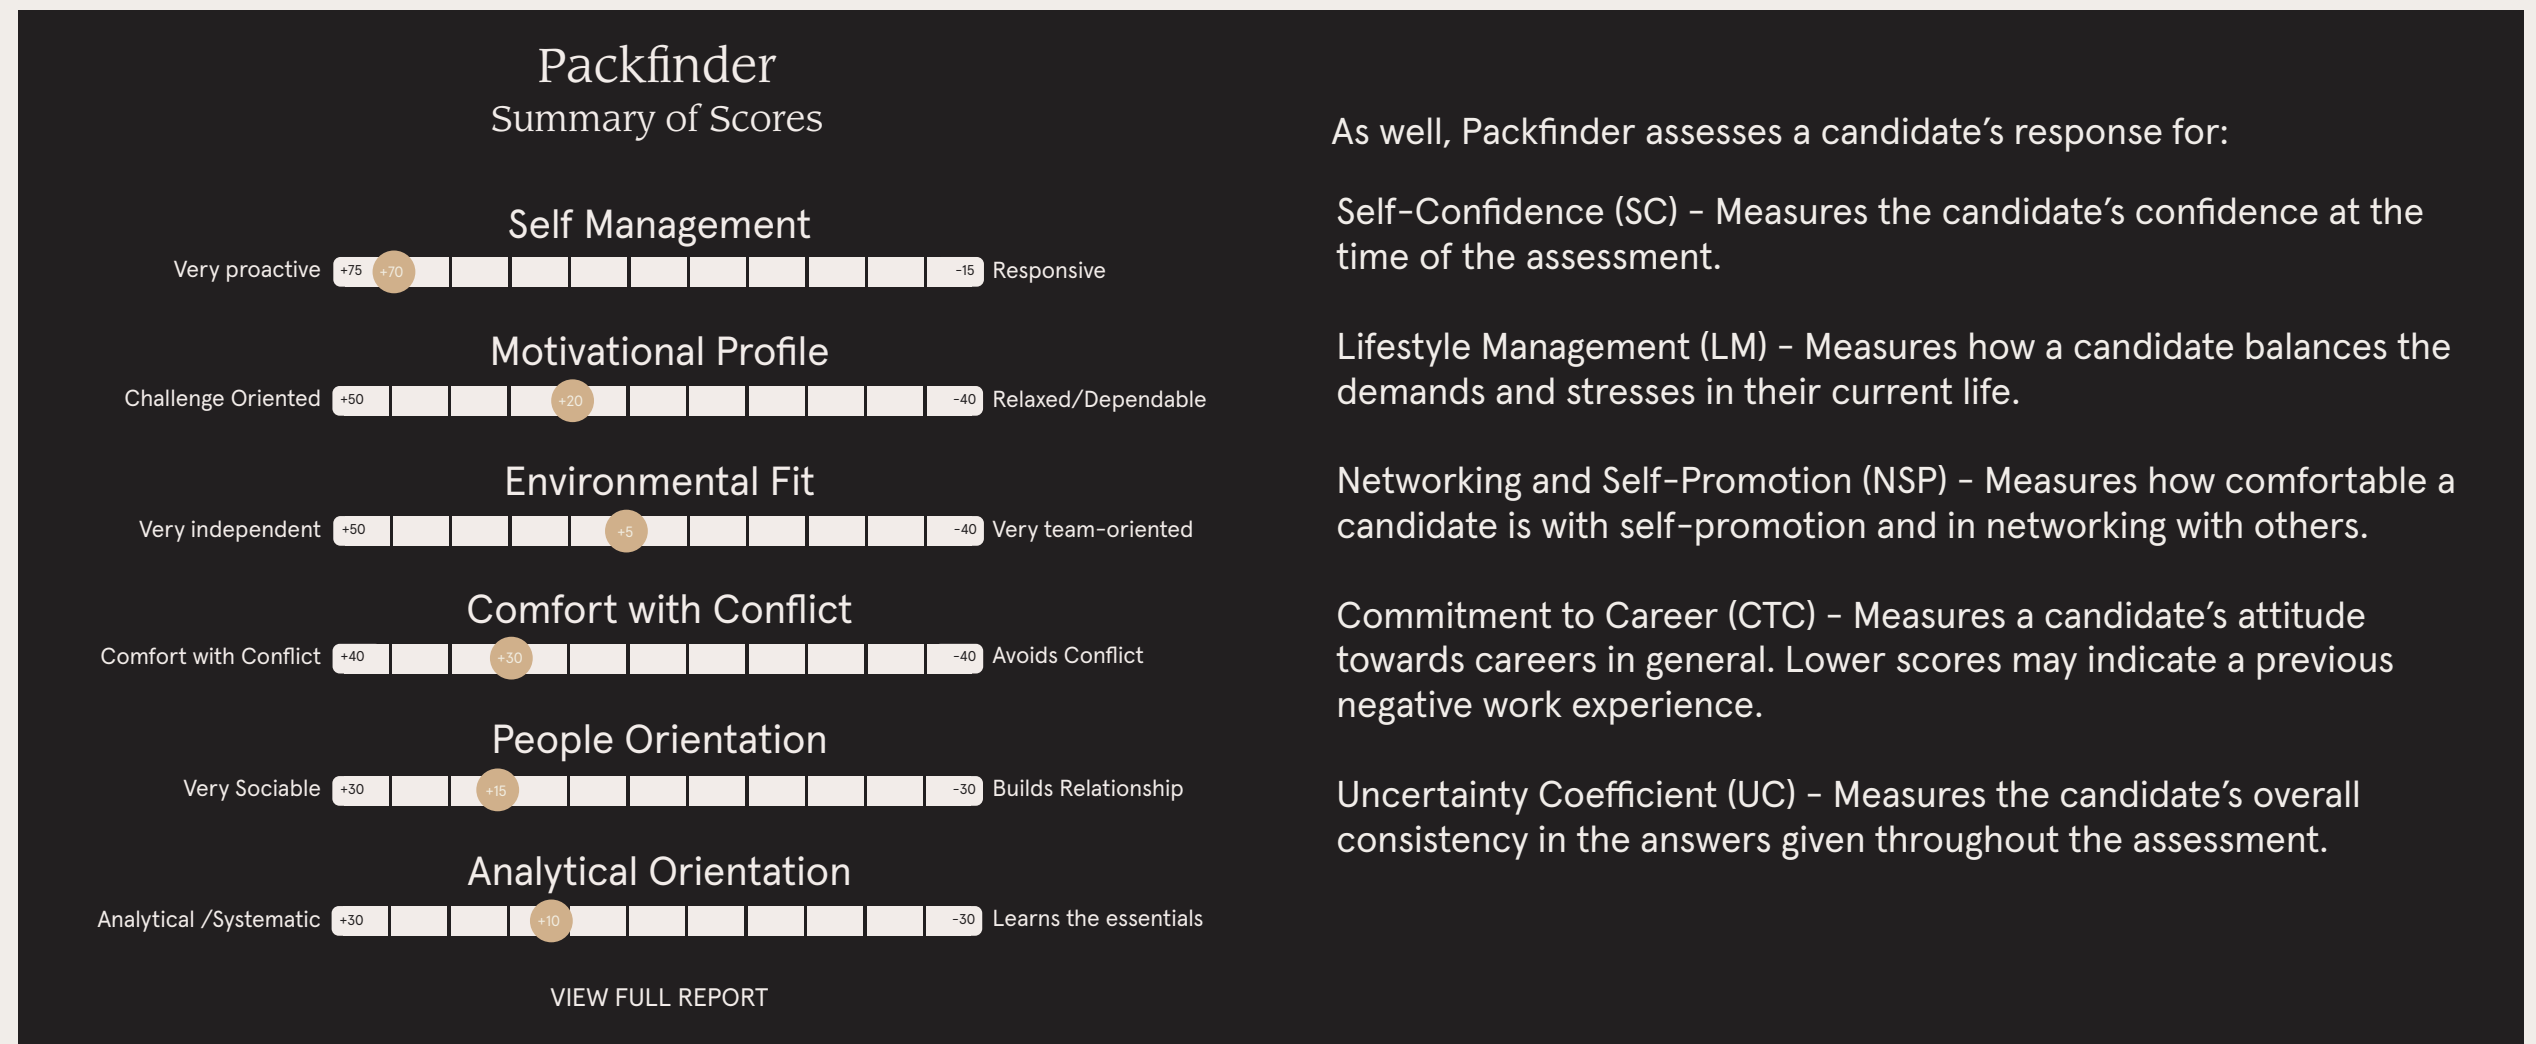 Packfinder
Summary of Scores
Self Management
Very proactive +75 +70 -15 Responsive
Motivational Profile
Challenge Oriented +50 +20 -40 Relaxed/Dependable
Environmental Fit
Very independent +50 +5 -40 Very team-oriented
Comfort with Conflict
Comfort with Conflict +40 +30 -40 Avoids Conflict
People Orientation
Very Sociable +30 +15 -30 Builds Relationship
Analytical Orientation
Analytical /Systematic +30 +10 -30 Learns the essentials
VIEW FULL REPORT
As well, Packfinder assesses a candidate’s response for:
Self-Confidence (SC) - Measures the candidate’s confidence at the
time of the assessment.
Lifestyle Management (LM) - Measures how a candidate balances the
demands and stresses in their current life.
Networking and Self-Promotion (NSP) - Measures how comfortable a
candidate is with self-promotion and in networking with others.
Commitment to Career (CTC) - Measures a candidate’s attitude
towards careers in general. Lower scores may indicate a previous
negative work experience.
Uncertainty Coefficient (UC) - Measures the candidate’s overall
consistency in the answers given throughout the assessment.